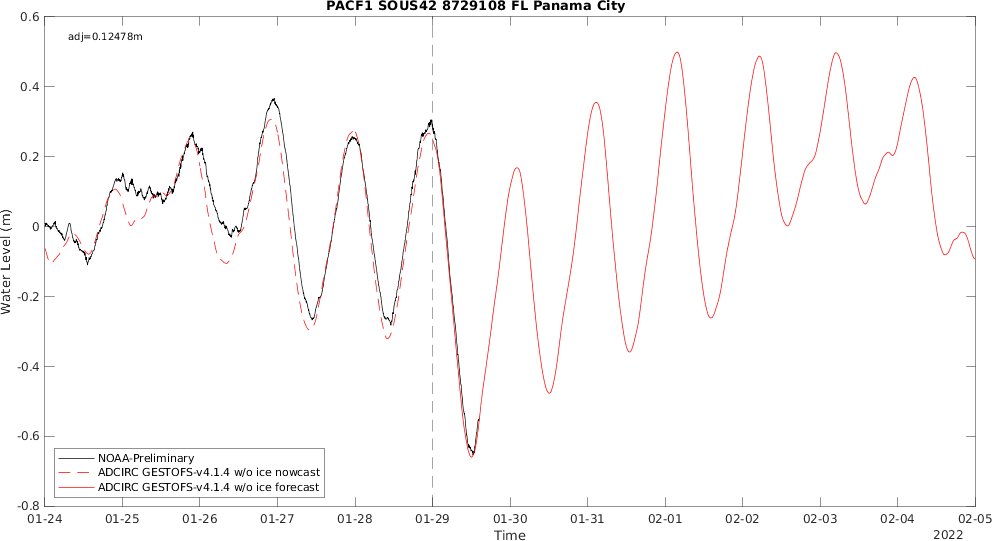 PACF1 SOUS42 8729108 FL Panama City
adj=0.12478m
0.6
0.4
0.2
0
-0.2
-0.4
-0.6
-0.8
Water Level (m)
NOAA-Preliminary
ADCIRC GESTOFS-v4.1.4 w/o ice nowcast
ADCIRC GESTOFS-v4.1.4 w/o ice forecast
01-24 01-25 01-26 01-27 01-28 01-29 01-30 01-31 02-01 02-02 02-03 02-04 02-05
Time
2022